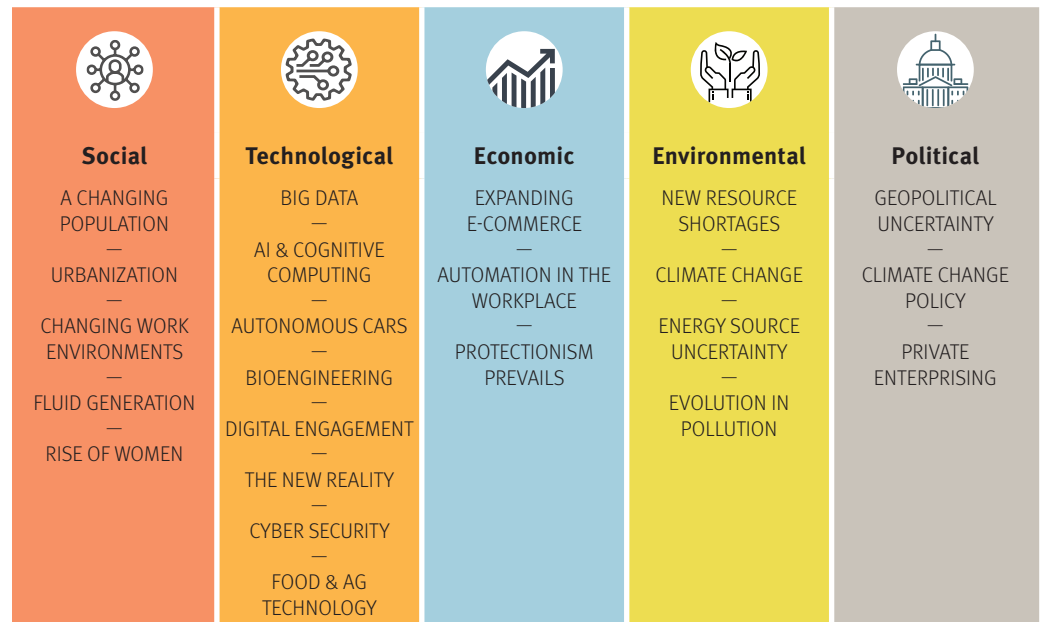 Social
A CHANGING
POPULATION
—
URBANIZATION
—
CHANGING WORK
ENVIRONMENTS
—
FLUID GENERATION
—
RISE OF WOMEN
Technological
BIG DATA
—
AI & COGNITIVE
COMPUTING
—
AUTONOMOUS CARS
—
BIOENGINEERING
—
DIGITAL ENGAGEMENT
—
THE NEW REALITY
—
CYBER SECURITY
—
FOOD & AG
TECHNOLOGY
Economic
EXPANDING
E-COMMERCE
—
AUTOMATION IN THE
WORKPLACE
—
PROTECTIONISM
PREVAILS
Environmental
NEW RESOURCE
SHORTAGES
—
CLIMATE CHANGE
—
ENERGY SOURCE
UNCERTAINTY
—
EVOLUTION IN
POLLUTION
Political
GEOPOLITICAL
UNCERTAINTY
—
CLIMATE CHANGE
POLICY
—
PRIVATE
ENTERPRISING